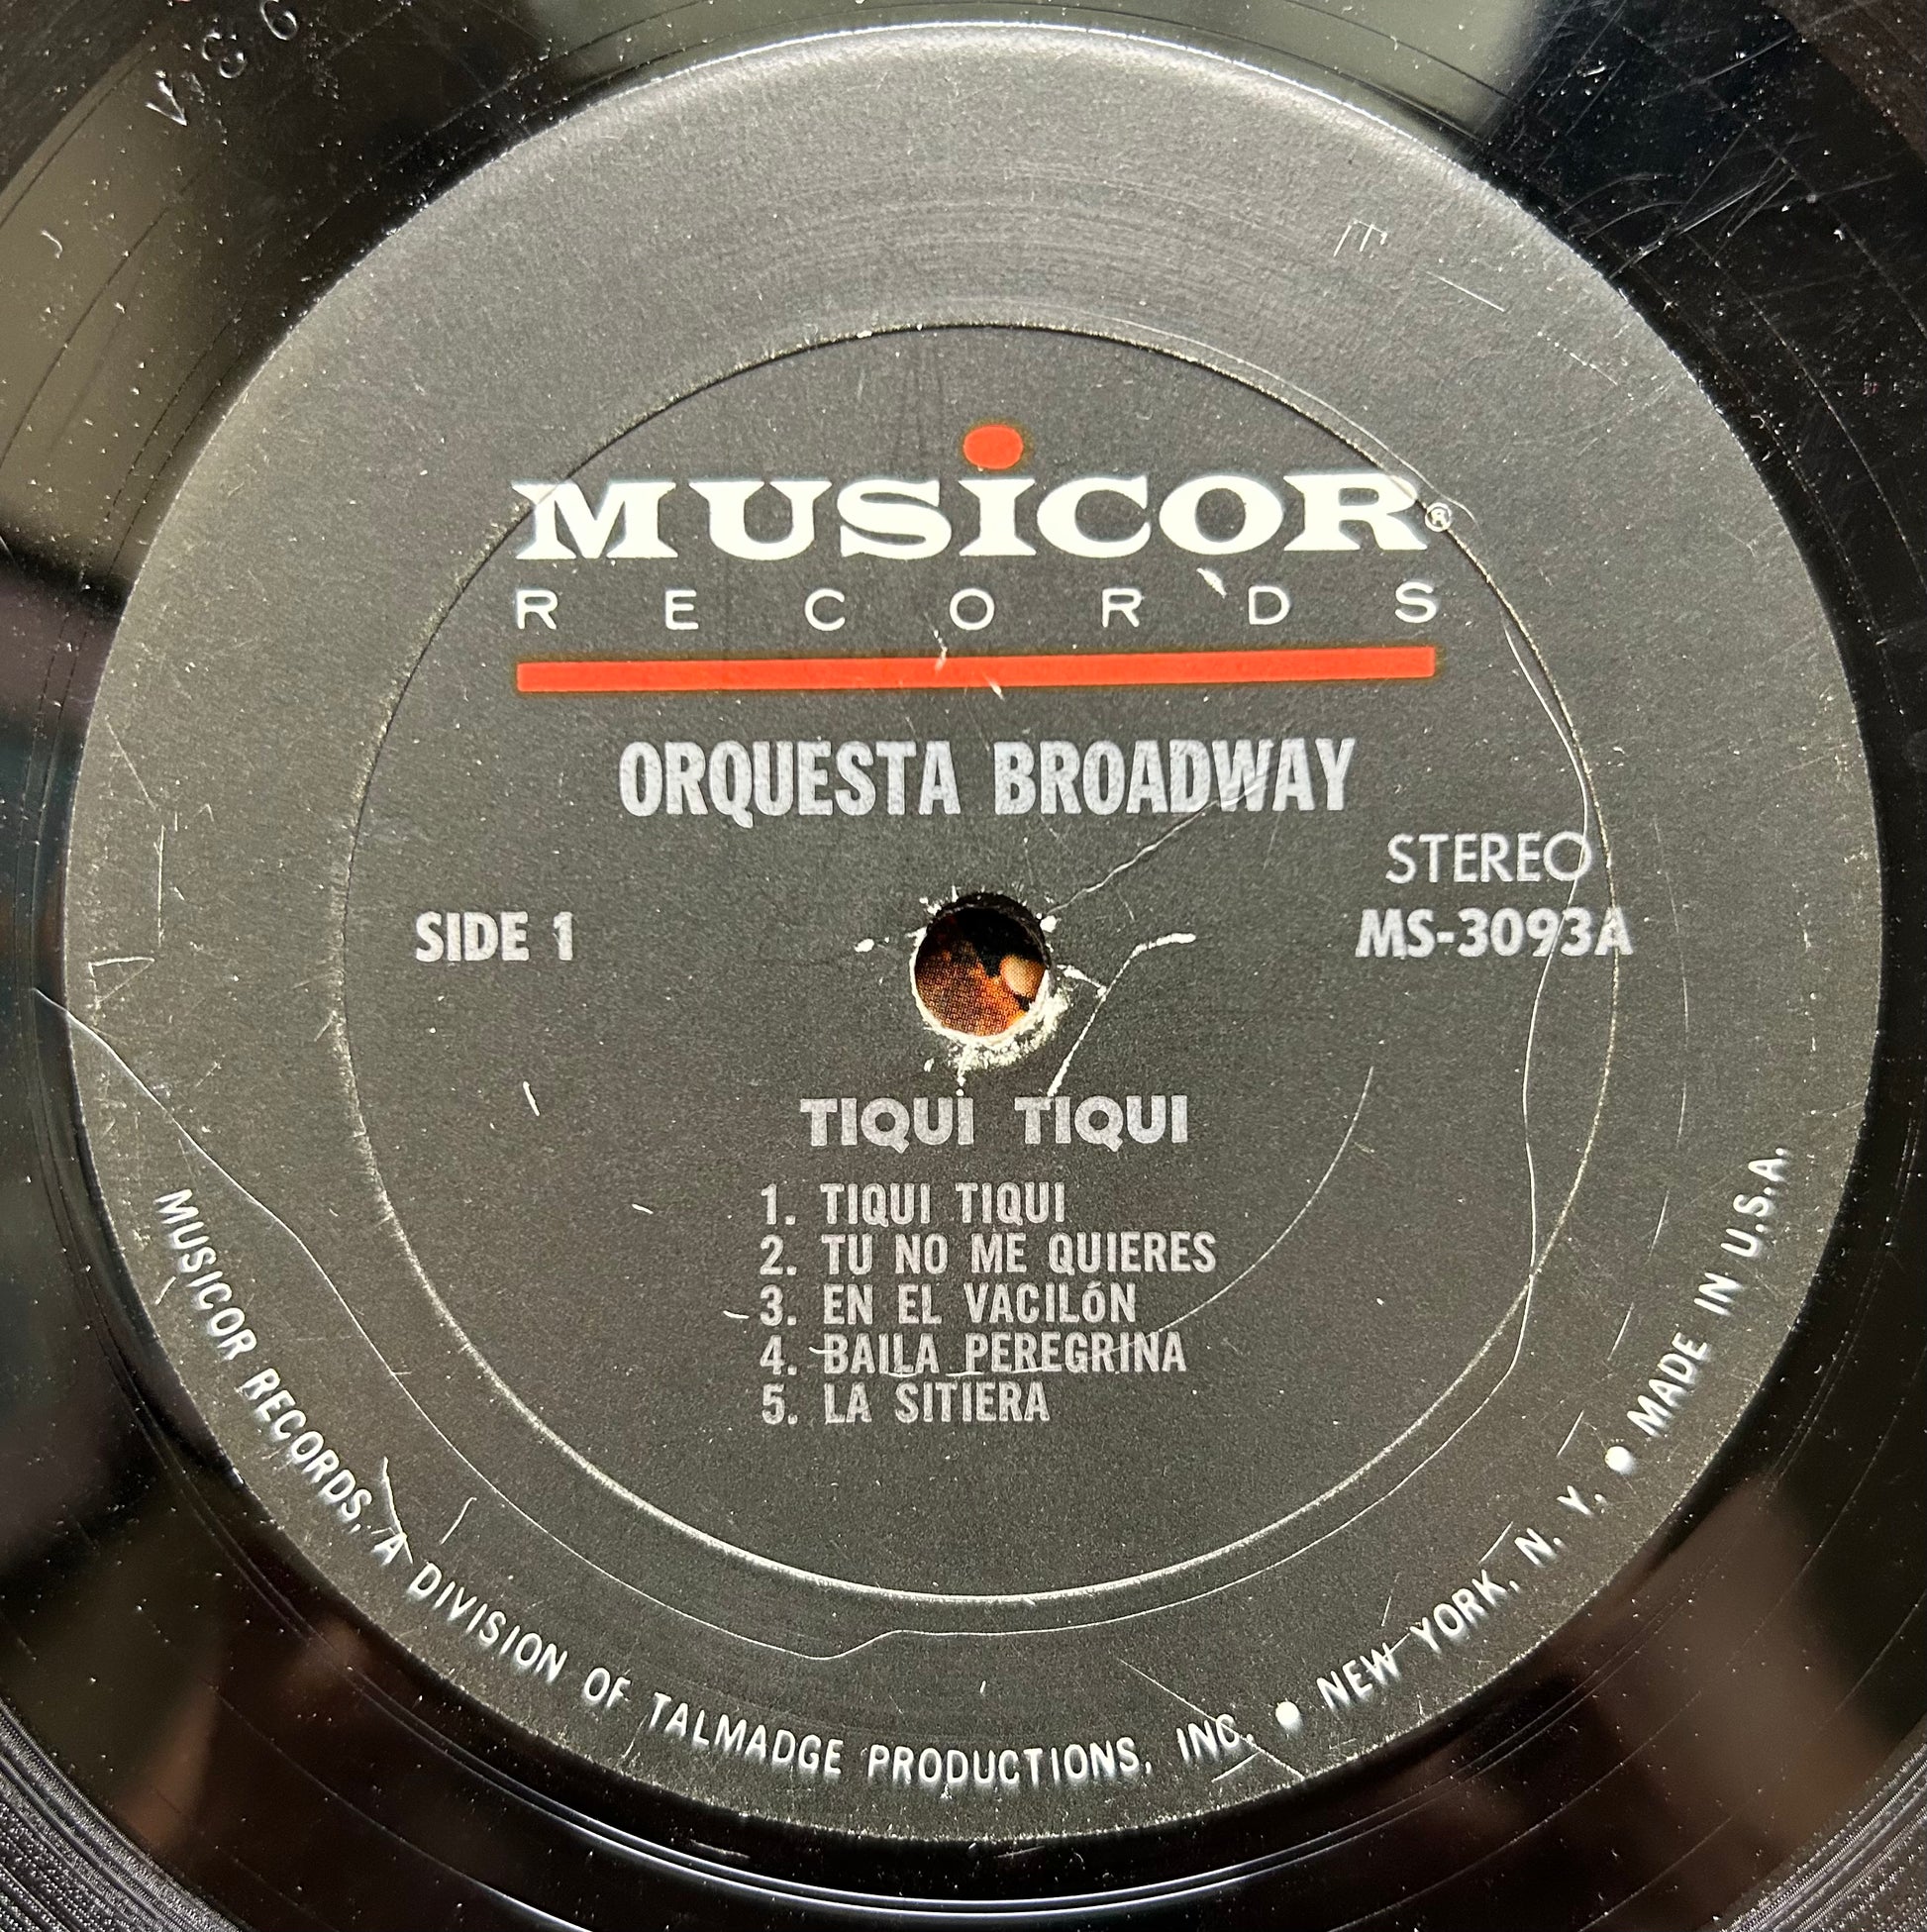 MUSiCOR®
RECORDS
ORQUESTA BROADWAY
STEREO
SIDE 1
MS-3093A
TIQUI TIQUI
1. TIQUI TIQUI
2. TU NO ME QUIERES
3. EN EL VACILóN
4. BAILA PEREGRINA
5. LA SITIERA
MUSICOR RECORDS, A DIVISION OF TALMADGE PRODUCTIONS, INC. ● NEW YORK, N. Y. ● MADE IN U.S.A.